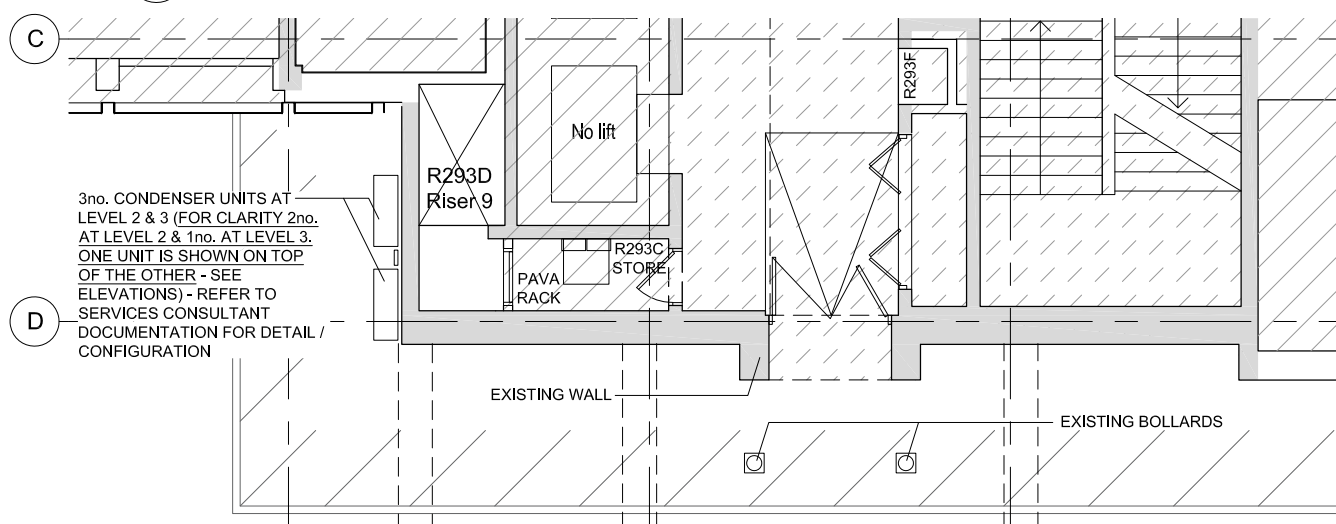 C
R293F
No lift
R293D
Riser 9
3no. CONDENSER UNITS AT
LEVEL 2 & 3 (FOR CLARITY 2no.
AT LEVEL 2 & 1no. AT LEVEL 3.
ONE UNIT IS SHOWN ON TOP
OF THE OTHER - SEE
ELEVATIONS) - REFER TO
SERVICES CONSULTANT
DOCUMENTATION FOR DETAIL /
CONFIGURATION
R293C
STORE
PAVA
RACK
D
EXISTING WALL
EXISTING BOLLARDS